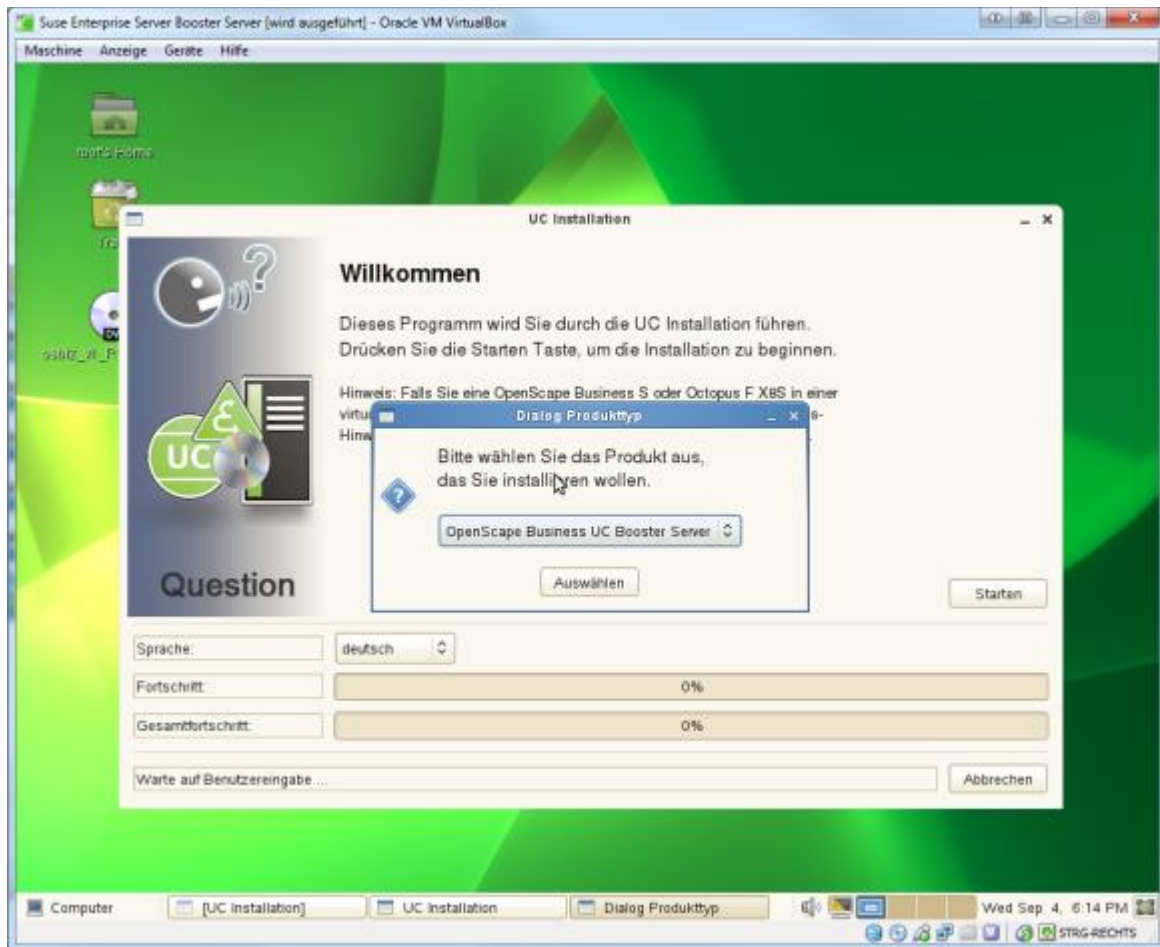 Suse Enterprise Server Booster Server [wird ausgeführt] - Oracle VM VirtualBox
Maschine Anzeige Geräte Hilfe
root's Home
UC Installation
Willkommen
Dieses Programm wird Sie durch die UC Installation führen.
Drücken Sie die Starten Taste, um die Installation zu beginnen.
Hinweis: Falls Sie eine OpenScape Business S oder Octopus F X8S in einer
Dialog Produkttyp
Bitte wählen Sie das Produkt aus,
das Sie installieren wollen.
OpenScape Business UC Booster Server
Auswählen
UC
Question
Starten
Sprache:
deutsch
Fortschritt:
0%
Gesamtfortschritt:
0%
Warte auf Benutzereingabe ...
Abbrechen
Computer
[UC Installation]
UC Installation
Dialog Produkttyp
Wed Sep 4, 6:14 PM
STRG-RECHTS